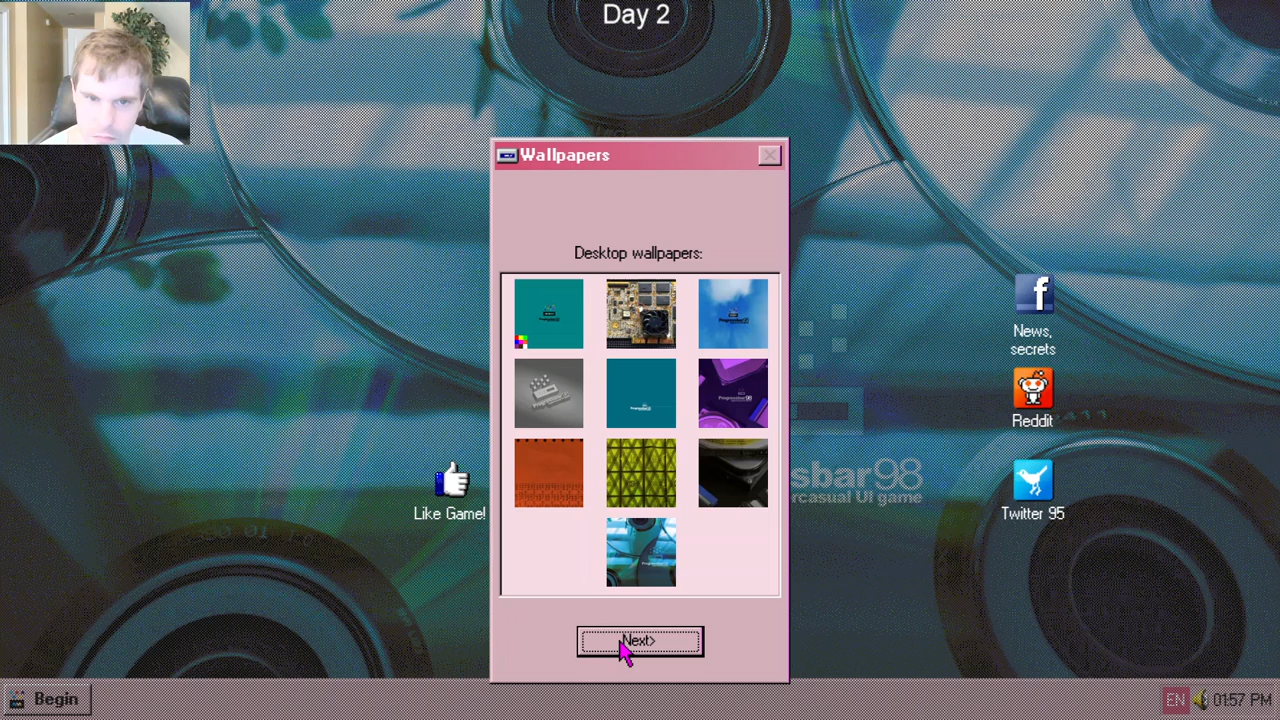 Day 2
Wallpapers
Desktop wallpapers:
News,
secrets
Reddit
sbar98
rcasual UI game
Like Game!
Twitter 95
Next>
Begin
EN
01:57 PM